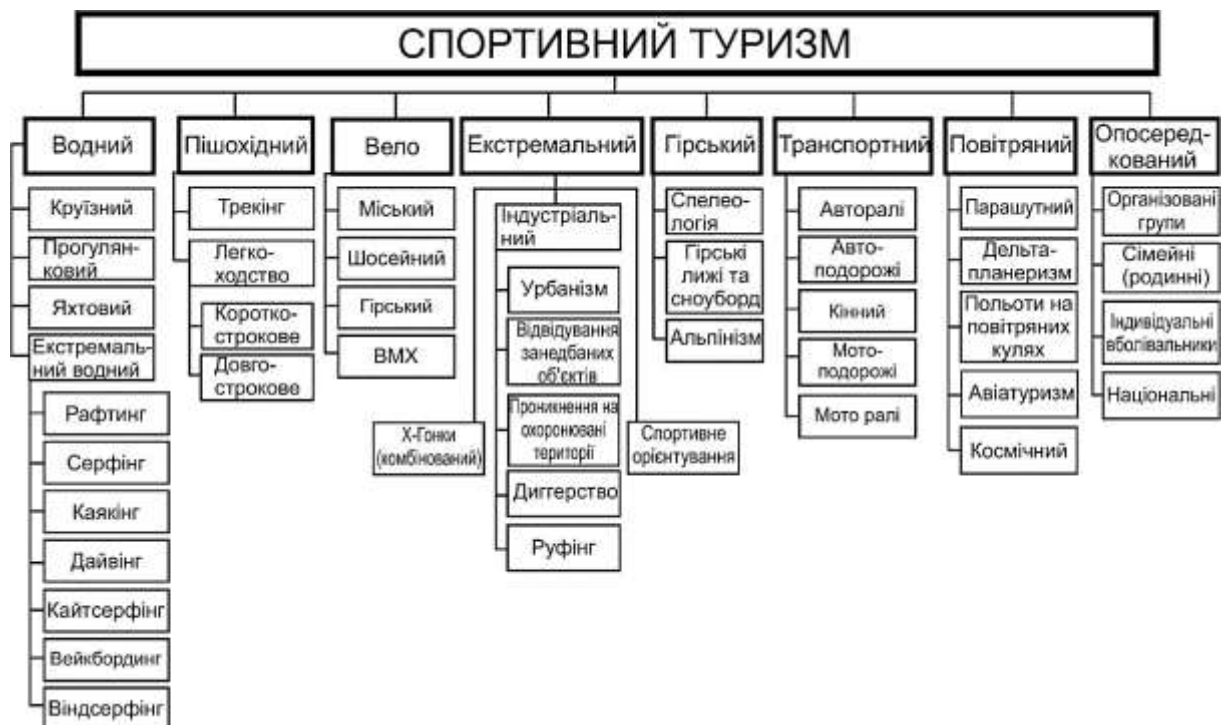 СПОРТИВНИЙ ТУРИЗМ
Водний
Круїзний
Прогулян-
ковий
Яхтовий
Екстремаль-
ний водний
Рафтинг
Серфінг
Каякінг
Дайвінг
Кайтсерфінг
Вейкбординг
Віндсерфінг
Пішохідний
Трекінг
Легко-
ходство
Коротко-
строкове
Довго-
строкове
Вело
Міський
Шосейний
Гірський
ВМХ
Екстремальний
Х-Гонки
(комбінований)
Індустріаль-
ний
Урбанізм
Відвідування
занедбаних
об'єктів
Проникнення на
охоронювані
території
Диггерство
Руфінг
Спортивне
орієнтування
Гірський
Спелео-
логія
Гірські
лижі та
сноуборд
Альпінізм
Транспортний
Авторалі
Авто-
подорожі
Кінний
Мото-
подорожі
Мото ралі
Повітряний
Парашутний
Дельта-
планеризм
Польоти на
повітряних
кулях
Авіатуризм
Космічний
Опосеред-
кований
Організовані
групи
Сімейні
(родинні)
Індивідуальні
вболівальники
Національні